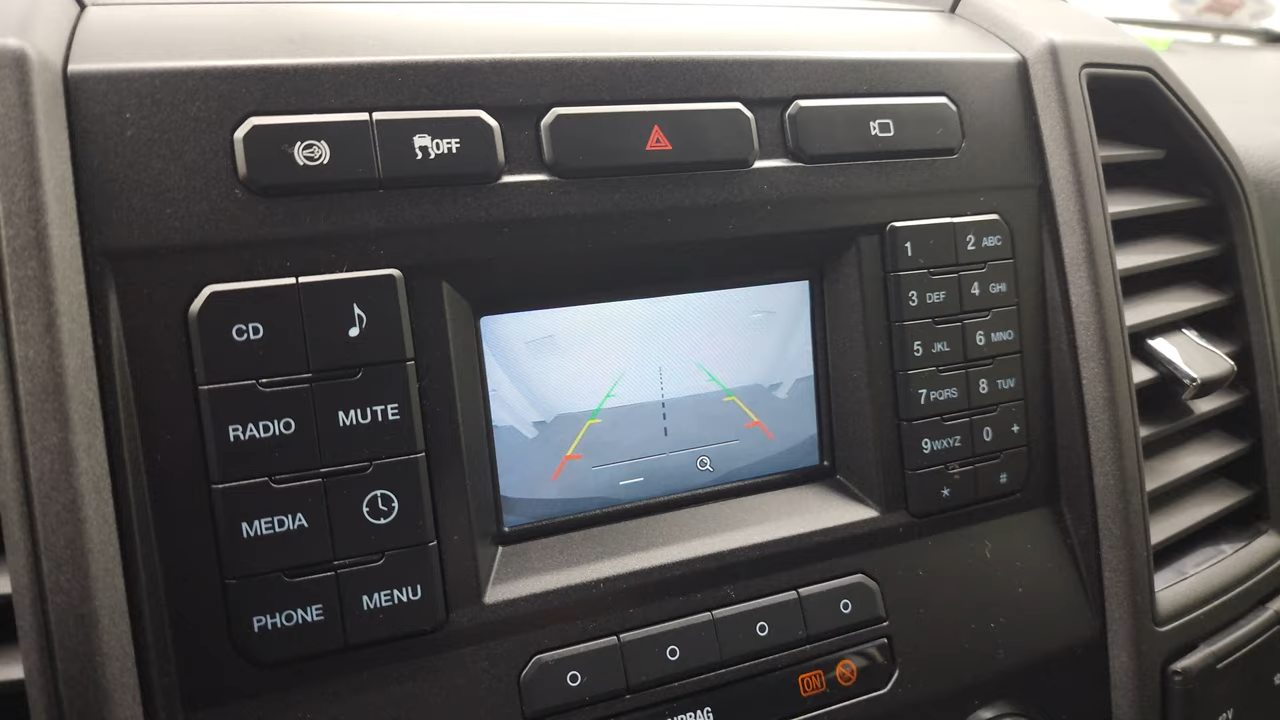 OFF
CD
RADIO
MUTE
MEDIA
PHONE
MENU
1
2 ABC
3 DEF
4 GHI
5 JKL
6 MNO
7 PQRS
8 TUV
9 WXYZ
0 +
*
#
ON